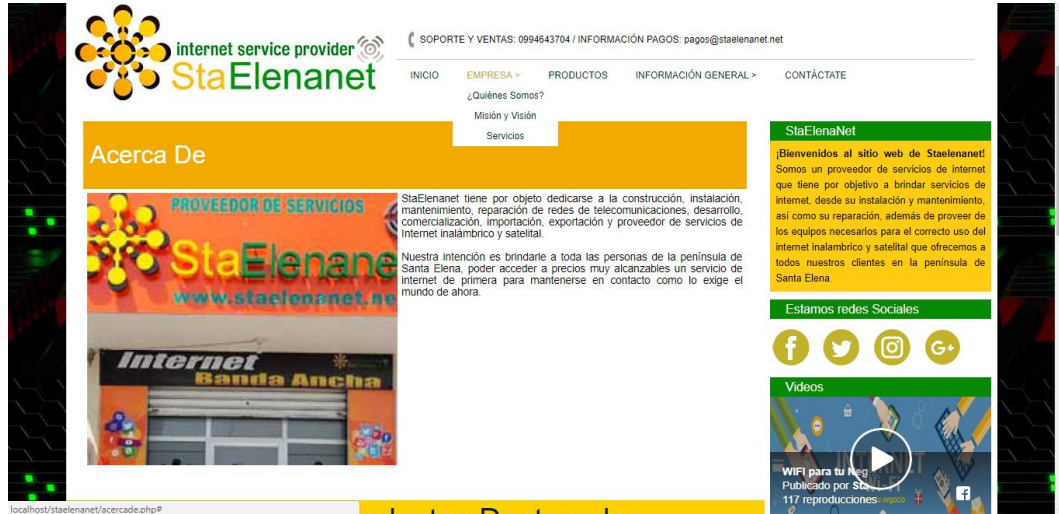 internet service provider
StaElenanet
SOPORTE Y VENTAS: 0994643704 / INFORMACIÓN PAGOS: pagos@staelenanet.net
INICIO EMPRESA > PRODUCTOS INFORMACIÓN GENERAL > CONTÁCTATE
¿Quiénes Somos?
Misión y Visión
Servicios
Acerca De
PROVEEDOR DE SERVICIOS
StaElenane
www.staelenanet.ne
Internet
Banda Ancha
StaElenanet tiene por objeto dedicarse a la construcción, instalación,
mantenimiento, reparación de redes de telecomunicaciones, desarrollo,
comercialización, importación, exportación y proveedor de servicios de
Internet inalámbrico y satelital.
Nuestra intención es brindarle a toda las personas de la península de
Santa Elena, poder acceder a precios muy alcanzables un servicio de
internet de primera para mantenerse en contacto como lo exige el
mundo de ahora.
StaElenaNet
¡Bienvenidos al sitio web de Staelenanet!
Somos un proveedor de servicios de internet
que tiene por objetivo a brindar servicios de
internet, desde su instalación y mantenimiento,
así como su reparación, además de proveer de
los equipos necesarios para el correcto uso del
internet inalambrico y satelital que ofrecemos a
todo nuestros clientes en la península de
Santa Elena.
Estamos redes Sociales
G+
Videos
WIFI para tu Neg
Publicado por Sta
117 reproducciones
localhost/staelenanet/acercade.php#